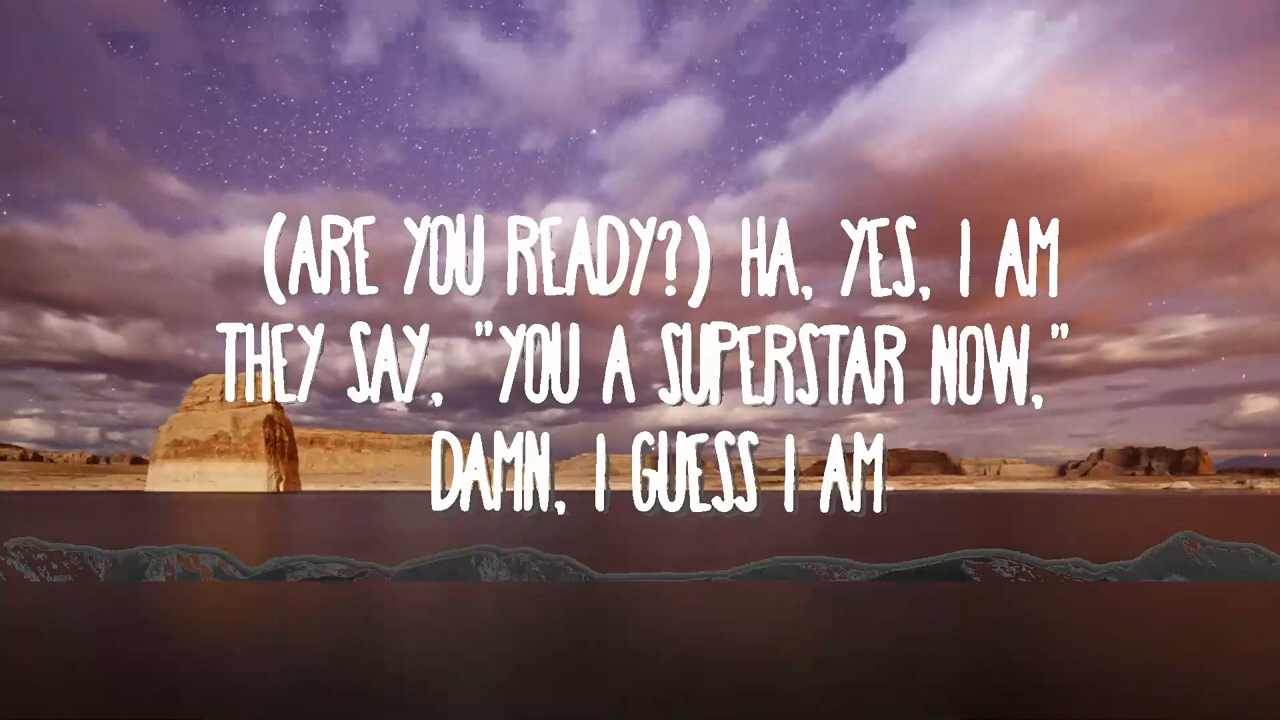 (ARE YOU READY?) HA, YES, I AM
THEY SAY, "YOU A SUPERSTAR NOW,"
DAMN, I GUESS I AM